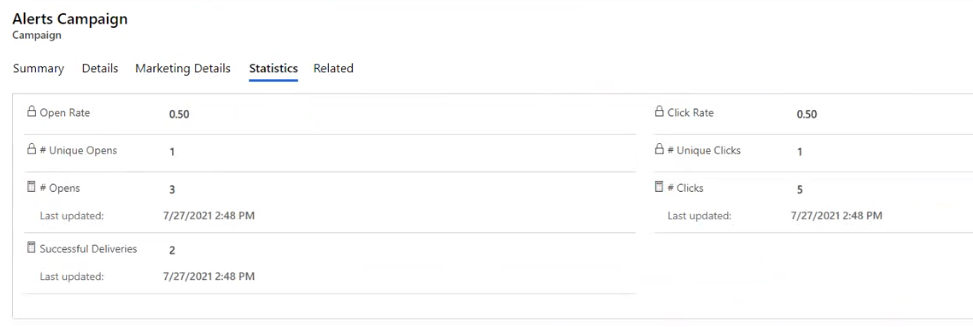 Alerts Campaign
Campaign
Summary Details Marketing Details Statistics Related
Open Rate 0.50 Click Rate 0.50
# Unique Opens 1 # Unique Clicks 1
# Opens 3 # Clicks 5
Last updated: 7/27/2021 2:48 PM Last updated: 7/27/2021 2:48 PM
Successful Deliveries 2
Last updated: 7/27/2021 2:48 PM